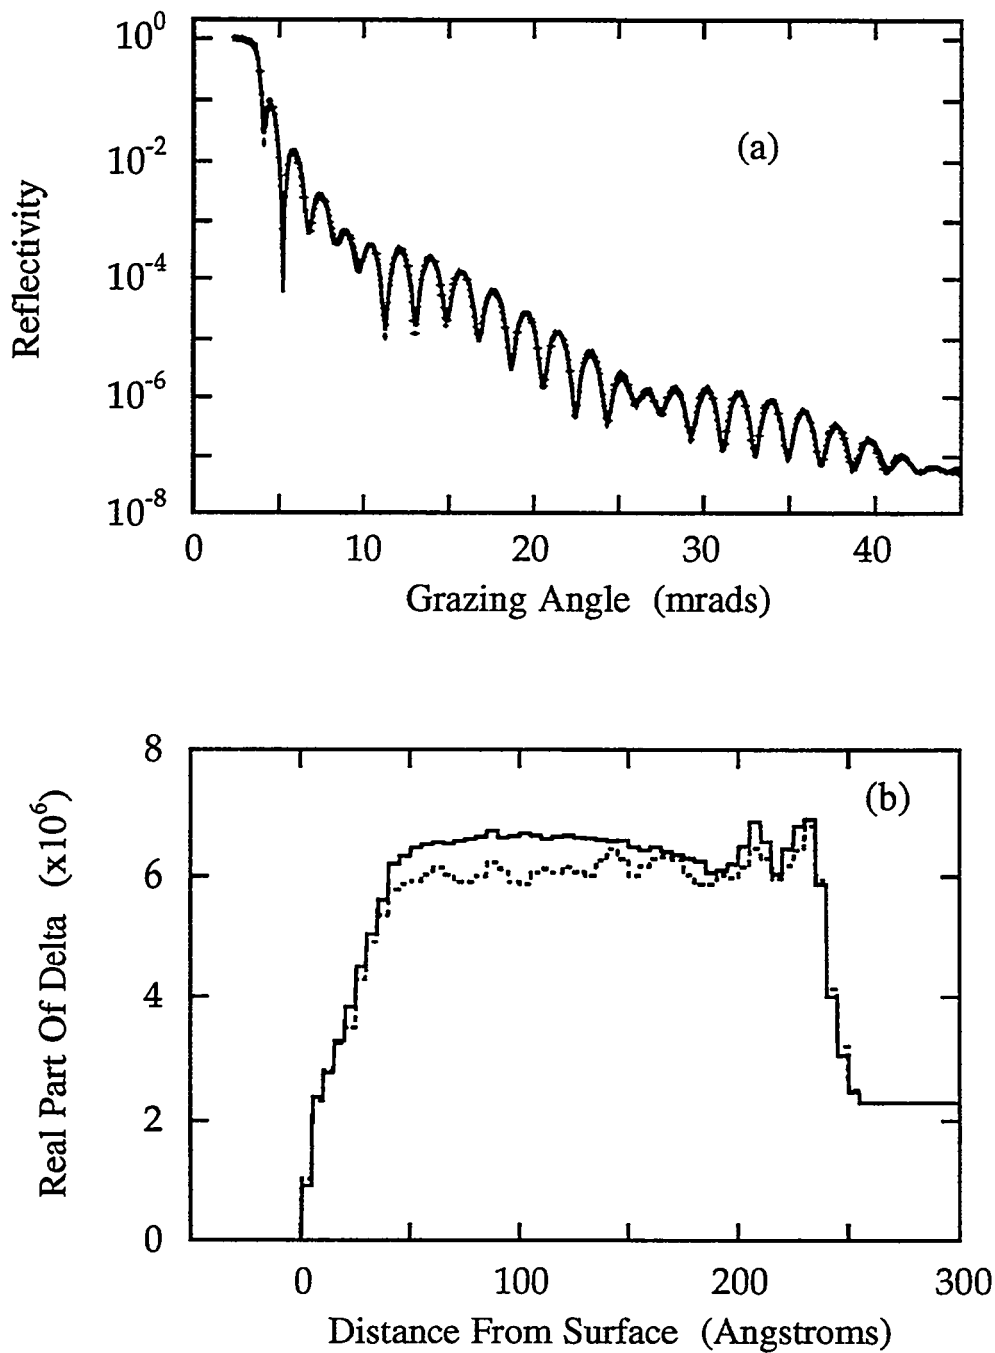 10^0
10^-2
10^-4
10^-6
10^-8
Reflectivity
(a)
0 10 20 30 40
Grazing Angle (mrads)
8
6
4
2
0
Real Part Of Delta (x10^6)
(b)
0 100 200 300
Distance From Surface (Angstroms)